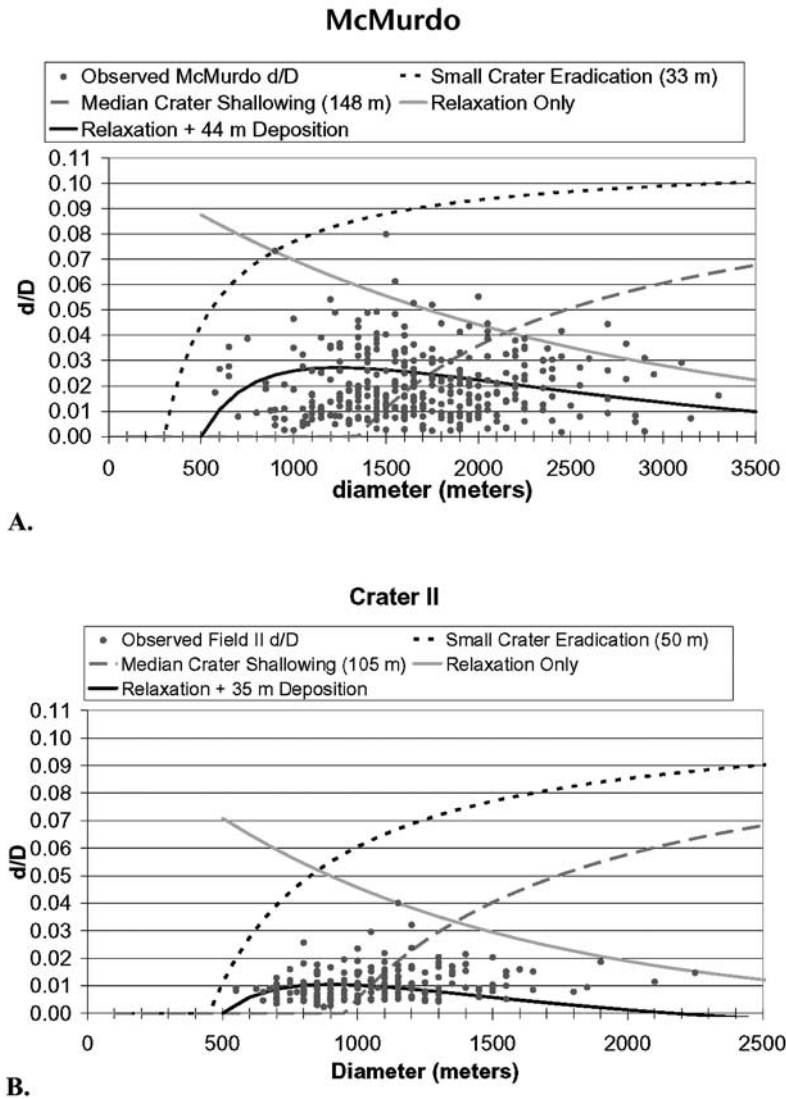 McMurdo
Observed McMurdo d/D Small Crater Eradication (33 m)
Median Crater Shallowing (148 m) Relaxation Only
Relaxation + 44 m Deposition
0.11
0.10
0.09
0.08
0.07
0.06
0.05
0.04
0.03
0.02
0.01
0.00
d/D
0 500 1000 1500 2000 2500 3000 3500
diameter (meters)
A.
Crater II
Observed Field II d/D Small Crater Eradication (50 m)
Median Crater Shallowing (105 m) Relaxation Only
Relaxation + 35 m Deposition
0.11
0.10
0.09
0.08
0.07
0.06
0.05
0.04
0.03
0.02
0.01
0.00
d/D
0 500 1000 1500 2000 2500
Diameter (meters)
B.